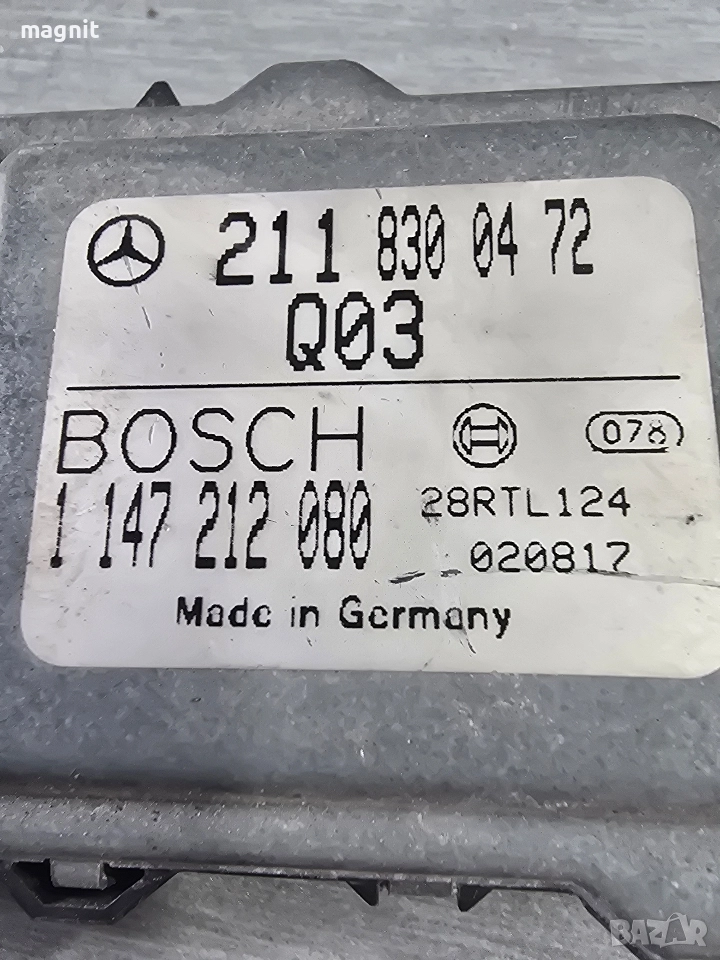 magnit
211 830 04 72
Q03
BOSCH
078
1 147 212 080
28RTL124
020817
Made in Germany
BAZAR